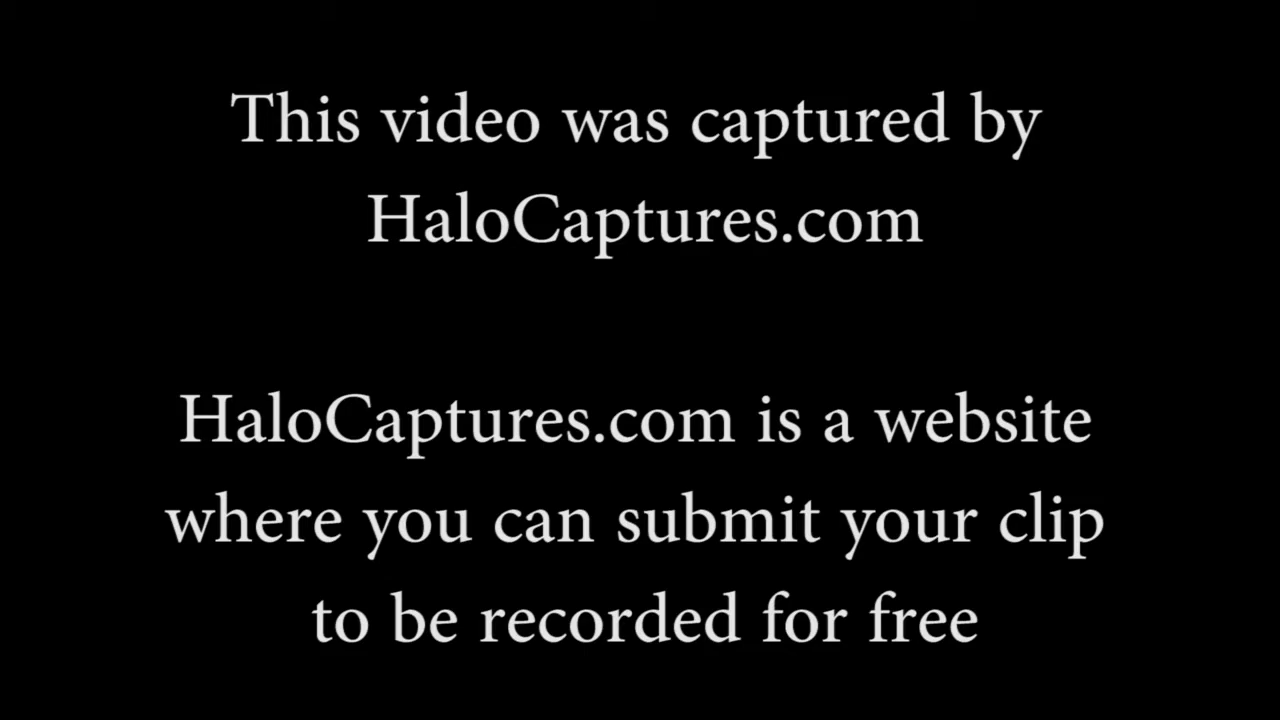 This video was captured by
HaloCaptures.com
HaloCaptures.com is a website
where you can submit your clip
to be recorded for free